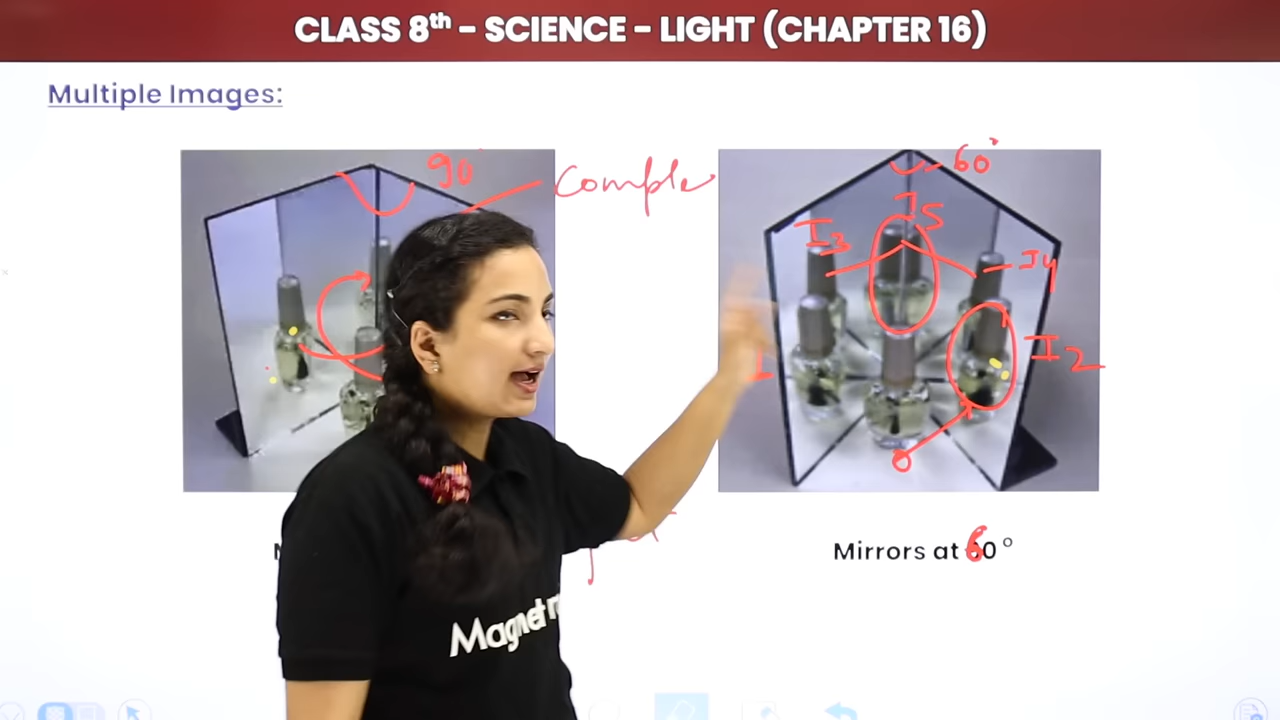 CLASS 8th - SCIENCE - LIGHT (CHAPTER 16)
Multiple Images:
90°
Comple
60°
I5
I3
I4
I2
I
O
Mirrors at 60°
Magnet